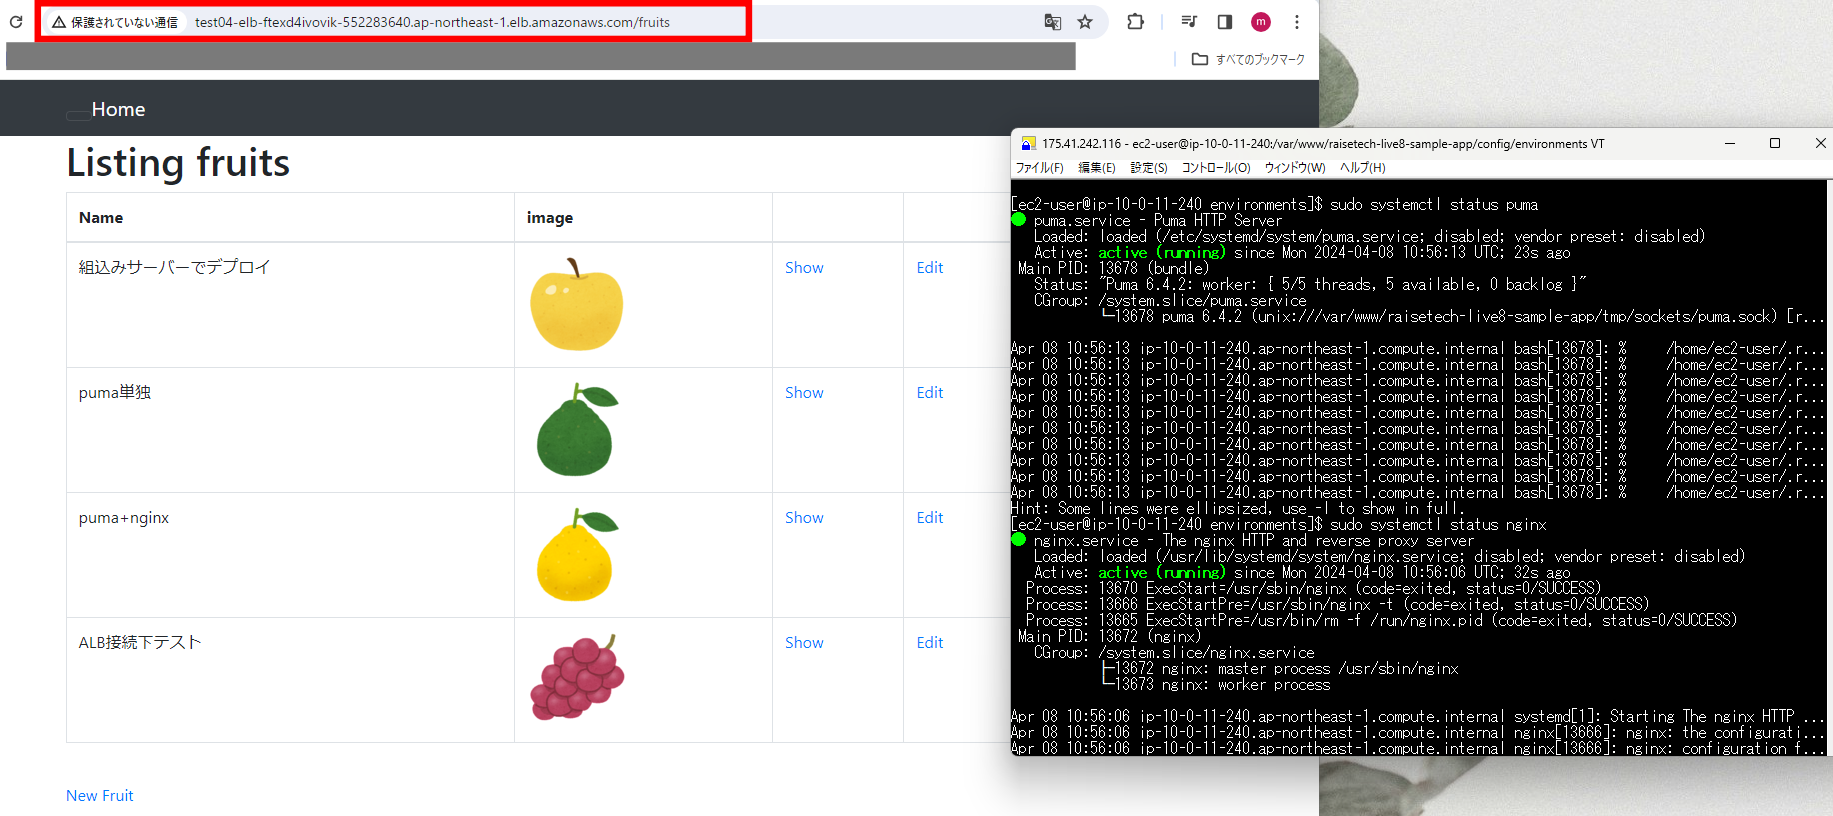 保護されていない通信 test04-elb-ftexd4ivovik-552283640.ap-northeast-1.elb.amazonaws.com/fruits
m
すべてのブックマーク
Home
Listing fruits
Name image
組込みサーバーでデプロイ Show Edit
puma単独 Show Edit
puma+nginx Show Edit
ALB接続下テスト Show Edit
New Fruit
175.41.242.116 - ec2-user@ip-10-0-11-240:/var/www/raisetech-live8-sample-app/config/environments VT
ファイル(F) 編集(E) 設定(S) コントロール(O) ウィンドウ(W) ヘルプ(H)
[ec2-user@ip-10-0-11-240 environments]$ sudo systemctl status puma
● puma.service - Puma HTTP Server
Loaded: loaded (/etc/systemd/system/puma.service; disabled; vendor preset: disabled)
Active: active (running) since Mon 2024-04-08 10:56:13 UTC; 23s ago
Main PID: 13678 (bundle)
Status: "Puma 6.4.2: worker: { 5/5 threads, 5 available, 0 backlog }"
CGroup: /system.slice/puma.service
└─13678 puma 6.4.2 (unix:///var/www/raisetech-live8-sample-app/tmp/sockets/puma.sock) [r...
Apr 08 10:56:13 ip-10-0-11-240.ap-northeast-1.compute.internal bash[13678]: % /home/ec2-user/.r...
Apr 08 10:56:13 ip-10-0-11-240.ap-northeast-1.compute.internal bash[13678]: % /home/ec2-user/.r...
Apr 08 10:56:13 ip-10-0-11-240.ap-northeast-1.compute.internal bash[13678]: % /home/ec2-user/.r...
Apr 08 10:56:13 ip-10-0-11-240.ap-northeast-1.compute.internal bash[13678]: % /home/ec2-user/.r...
Apr 08 10:56:13 ip-10-0-11-240.ap-northeast-1.compute.internal bash[13678]: % /home/ec2-user/.r...
Apr 08 10:56:13 ip-10-0-11-240.ap-northeast-1.compute.internal bash[13678]: % /home/ec2-user/.r...
Apr 08 10:56:13 ip-10-0-11-240.ap-northeast-1.compute.internal bash[13678]: % /home/ec2-user/.r...
Apr 08 10:56:13 ip-10-0-11-240.ap-northeast-1.compute.internal bash[13678]: % /home/ec2-user/.r...
Apr 08 10:56:13 ip-10-0-11-240.ap-northeast-1.compute.internal bash[13678]: % /home/ec2-user/.r...
Apr 08 10:56:13 ip-10-0-11-240.ap-northeast-1.compute.internal bash[13678]: % /home/ec2-user/.r...
Hint: Some lines were ellipsized, use -l to show in full.
[ec2-user@ip-10-0-11-240 environments]$ sudo systemctl status nginx
● nginx.service - The nginx HTTP and reverse proxy server
Loaded: loaded (/usr/lib/systemd/system/nginx.service; disabled; vendor preset: disabled)
Active: active (running) since Mon 2024-04-08 10:56:06 UTC; 32s ago
Process: 13670 ExecStart=/usr/sbin/nginx (code=exited, status=0/SUCCESS)
Process: 13666 ExecStartPre=/usr/sbin/nginx -t (code=exited, status=0/SUCCESS)
Process: 13665 ExecStartPre=/usr/bin/rm -f /run/nginx.pid (code=exited, status=0/SUCCESS)
Main PID: 13672 (nginx)
CGroup: /system.slice/nginx.service
├─13672 nginx: master process /usr/sbin/nginx
└─13673 nginx: worker process
Apr 08 10:56:06 ip-10-0-11-240.ap-northeast-1.compute.internal systemd[1]: Starting The nginx HTTP ...
Apr 08 10:56:06 ip-10-0-11-240.ap-northeast-1.compute.internal nginx[13666]: nginx: the configurati...
Apr 08 10:56:06 ip-10-0-11-240.ap-northeast-1.compute.internal nginx[13666]: nginx: configuration f...